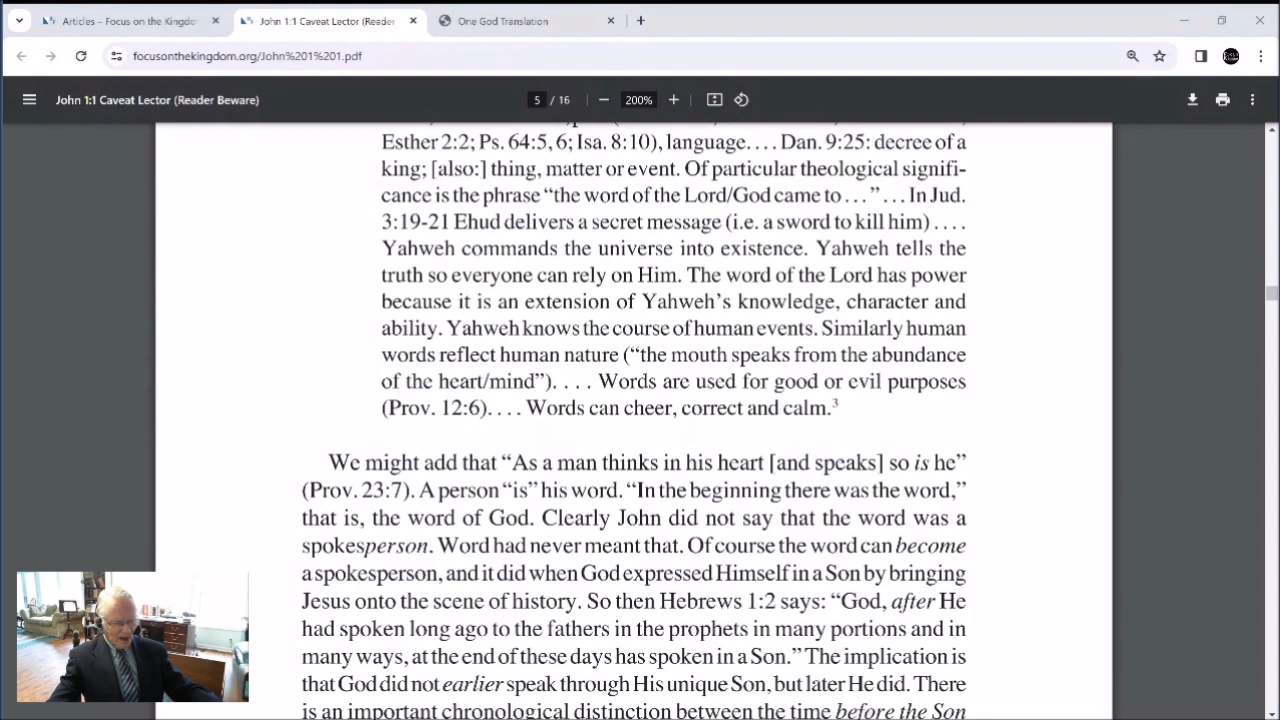 Articles – Focus on the Kingdo
John 1:1 Caveat Lector (Reader
One God Translation
focusonthekingdom.org/John%201%201.pdf
John 1:1 Caveat Lector (Reader Beware)
5 / 16
200%
Esther 2:2; Ps. 64:5, 6; Isa. 8:10), language. . . . Dan. 9:25: decree of a
king; [also:] thing, matter or event. Of particular theological signifi-
cance is the phrase “the word of the Lord/God came to . . . ” . . . In Jud.
3:19-21 Ehud delivers a secret message (i.e. a sword to kill him) . . . .
Yahweh commands the universe into existence. Yahweh tells the
truth so everyone can rely on Him. The word of the Lord has power
because it is an extension of Yahweh’s knowledge, character and
ability. Yahweh knows the course of human events. Similarly human
words reflect human nature (“the mouth speaks from the abundance
of the heart/mind”). . . . Words are used for good or evil purposes
(Prov. 12:6). . . . Words can cheer, correct and calm.3
We might add that “As a man thinks in his heart [and speaks] so is he”
(Prov. 23:7). A person “is” his word. “In the beginning there was the word,”
that is, the word of God. Clearly John did not say that the word was a
spokesperson. Word had never meant that. Of course the word can become
a spokesperson, and it did when God expressed Himself in a Son by bringing
Jesus onto the scene of history. So then Hebrews 1:2 says: “God, after He
had spoken long ago to the fathers in the prophets in many portions and in
many ways, at the end of these days has spoken in a Son.” The implication is
that God did not earlier speak through His unique Son, but later He did. There
is an important chronological distinction between the time before the Son